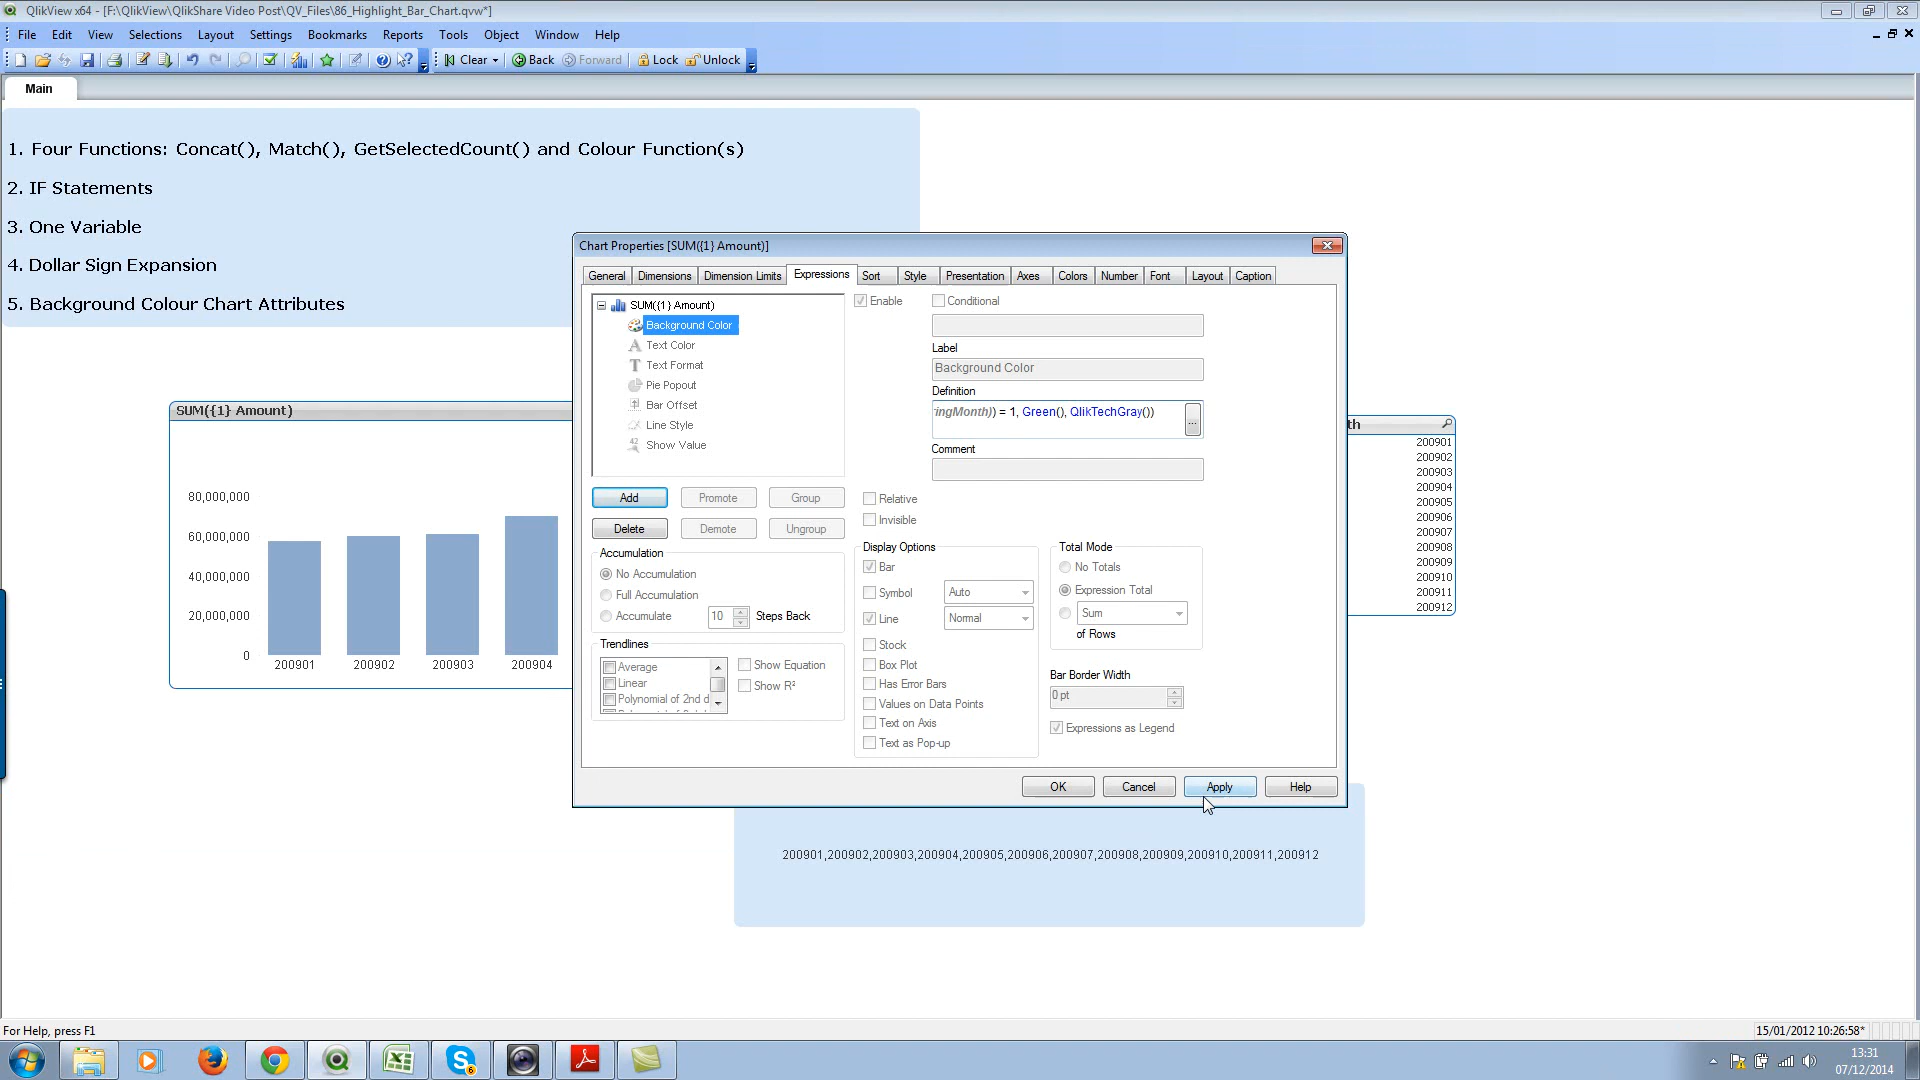 QlikView x64 - [F:\QlikView\QlikShare Video Post\QV_Files\86_Highlight_Bar_Chart.qvw*]
File Edit View Selections Layout Settings Bookmarks Reports Tools Object Window Help
Clear Back Forward Lock Unlock
Main
1. Four Functions: Concat(), Match(), GetSelectedCount() and Colour Function(s)
2. IF Statements
3. One Variable
4. Dollar Sign Expansion
5. Background Colour Chart Attributes
SUM({1} Amount)
80,000,000
60,000,000
40,000,000
20,000,000
0
200901 200902 200903 200904
Chart Properties [SUM({1} Amount)]
General Dimensions Dimension Limits Expressions Sort Style Presentation Axes Colors Number Font Layout Caption
SUM({1} Amount)
Background Color
Text Color
Text Format
Pie Popout
Bar Offset
Line Style
Show Value
Add Promote Group
Delete Demote Ungroup
Accumulation
No Accumulation
Full Accumulation
Accumulate 10 Steps Back
Trendlines
Average
Linear
Polynomial of 2nd d
Show Equation
Show R²
Enable Conditional
Label
Background Color
Definition
ingMonth)) = 1, Green(), QlikTechGray())
...
Comment
Relative
Invisible
Display Options
Bar
Symbol Auto
Line Normal
Stock
Box Plot
Has Error Bars
Values on Data Points
Text on Axis
Text as Pop-up
Total Mode
No Totals
Expression Total
Sum
of Rows
Bar Border Width
0 pt
Expressions as Legend
OK Cancel Apply Help
th
200901
200902
200903
200904
200905
200906
200907
200908
200909
200910
200911
200912
200901,200902,200903,200904,200905,200906,200907,200908,200909,200910,200911,200912
For Help, press F1
15/01/2012 10:26:58*
13:31
07/12/2014